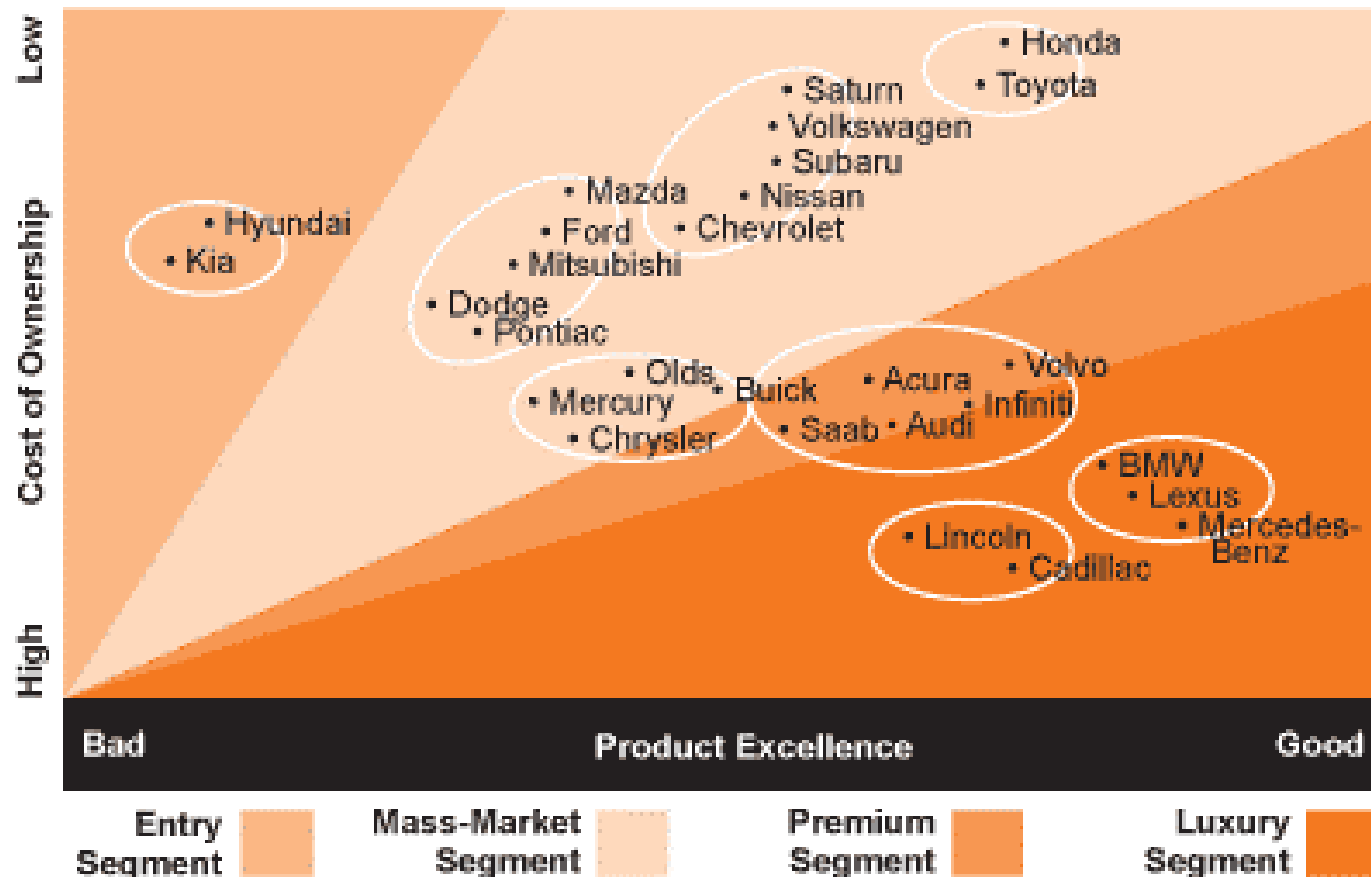 Low
Cost of Ownership
High
Honda
Toyota
Saturn
Volkswagen
Subaru
Nissan
Chevrolet
Mazda
Ford
Mitsubishi
Dodge
Pontiac
Hyundai
Kia
Olds
Buick
Mercury
Chrysler
Acura
Volvo
Infiniti
Saab
Audi
BMW
Lexus
Mercedes-
Benz
Lincoln
Cadillac
Bad
Product Excellence
Good
Entry
Segment
Mass-Market
Segment
Premium
Segment
Luxury
Segment